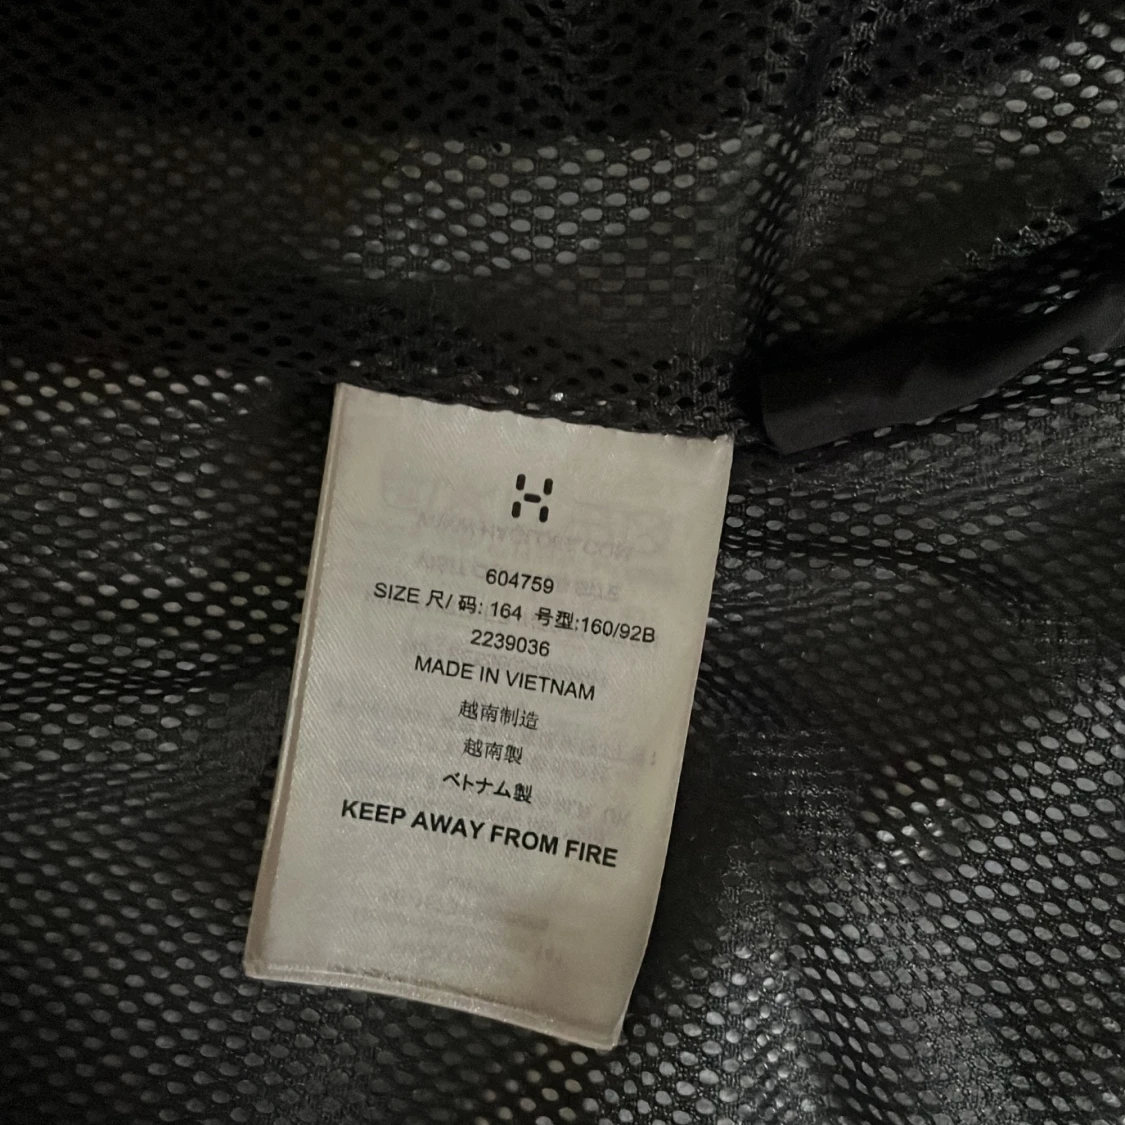 604759
SIZE 尺/ 码: 164 号型:160/92B
2239036
MADE IN VIETNAM
越南制造
越南製
ベトナム製
KEEP AWAY FROM FIRE